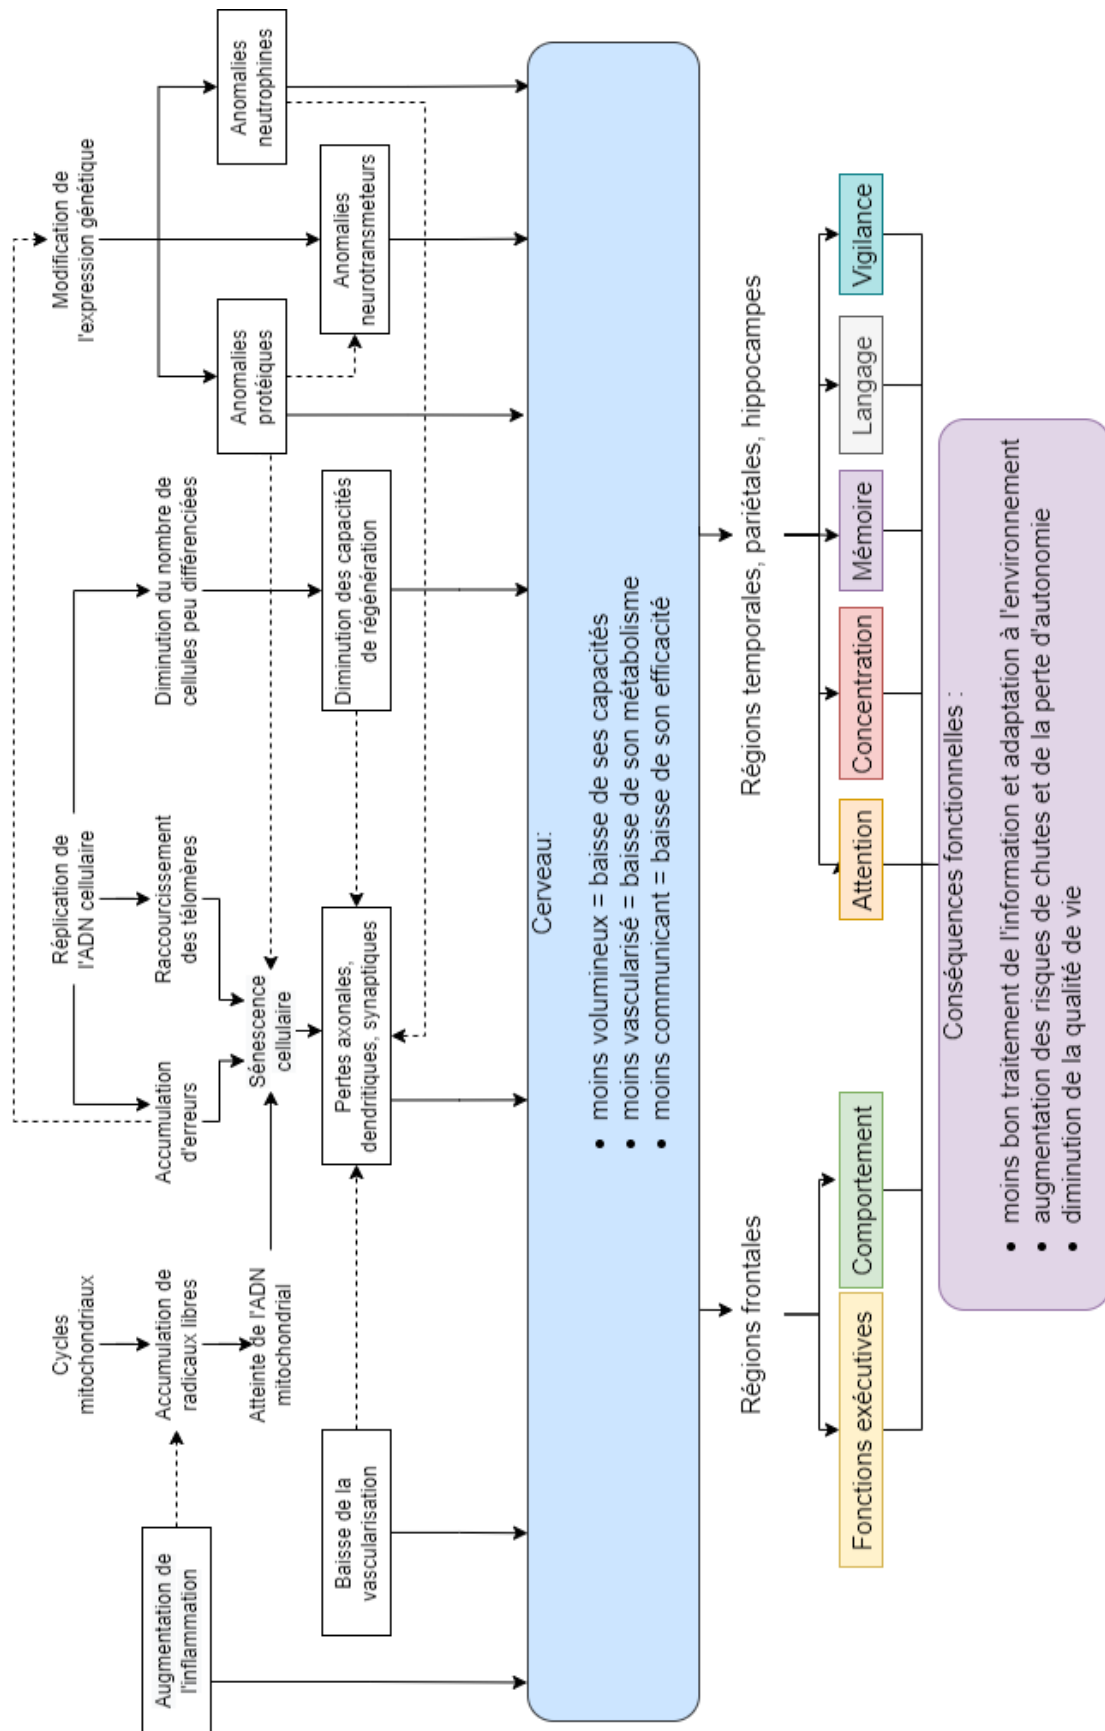 Cycles
mitochondriaux
Réplication de
l'ADN cellulaire
Modification de
l'expression génétique
Augmentation de
l'inflammation
Accumulation de
radicaux libres
Accumulation
d'erreurs
Raccourcissement
des télomères
Diminution du nombre de
cellules peu différenciées
Anomalies
protéiques
Anomalies
neutrophines
Atteinte de l'ADN
mitochondrial
Sénescence
cellulaire
Baisse de la
vascularisation
Pertes axonales,
dendritiques, synaptiques
Diminution des capacités
de régénération
Anomalies
neurotransmeteurs
Cerveau:
• moins volumineux = baisse de ses capacités
• moins vascularisé = baisse de son métabolisme
• moins communicant = baisse de son efficacité
Régions frontales
Régions temporales, pariétales, hippocampes
Fonctions exécutives
Comportement
Attention
Concentration
Mémoire
Langage
Vigilance
Conséquences fonctionnelles :
• moins bon traitement de l'information et adaptation à l'environnement
• augmentation des risques de chutes et de la perte d'autonomie
• diminution de la qualité de vie